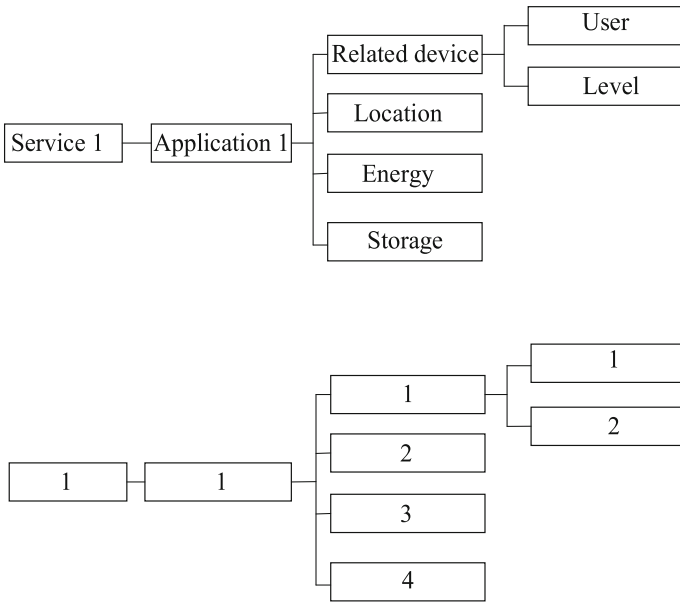 User
Related device
Level
Location
Service 1
Application 1
Energy
Storage
1
1
2
2
1
1
3
4